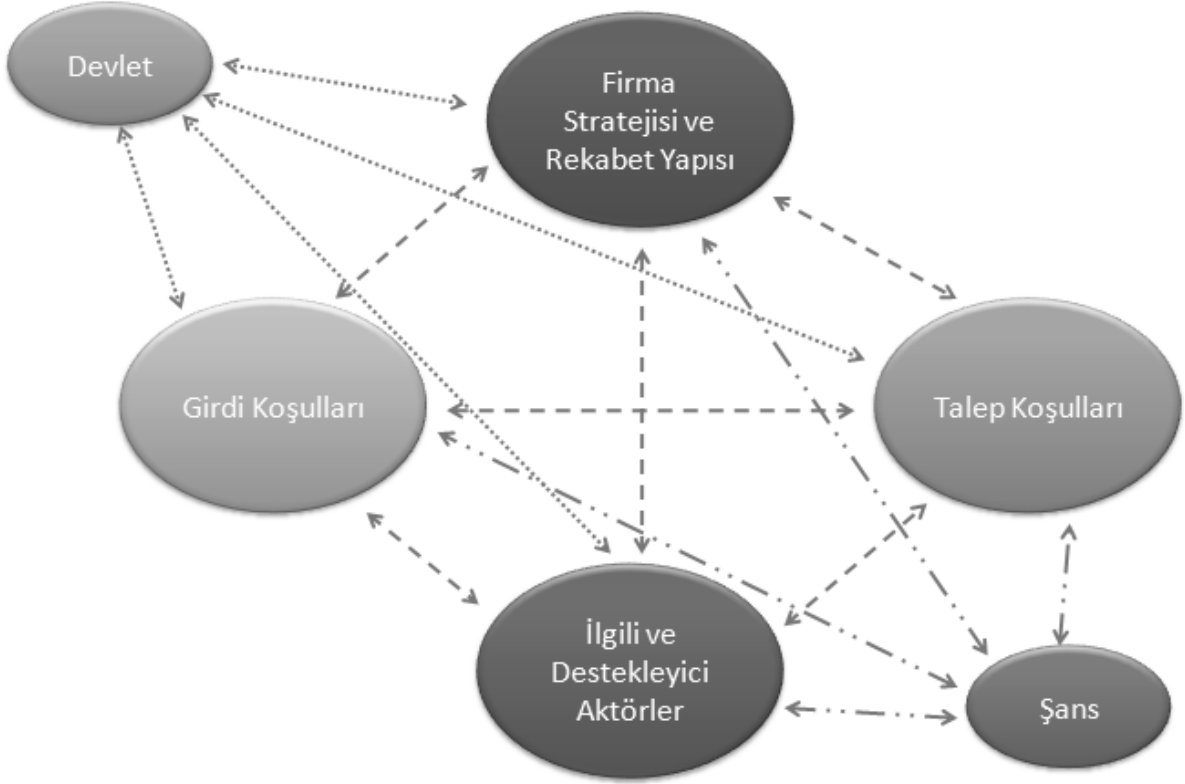 Devlet
Firma
Stratejisi ve
Rekabet Yapısı
Girdi Koşulları
Talep Koşulları
İlgili ve
Destekleyici
Aktörler
Şans